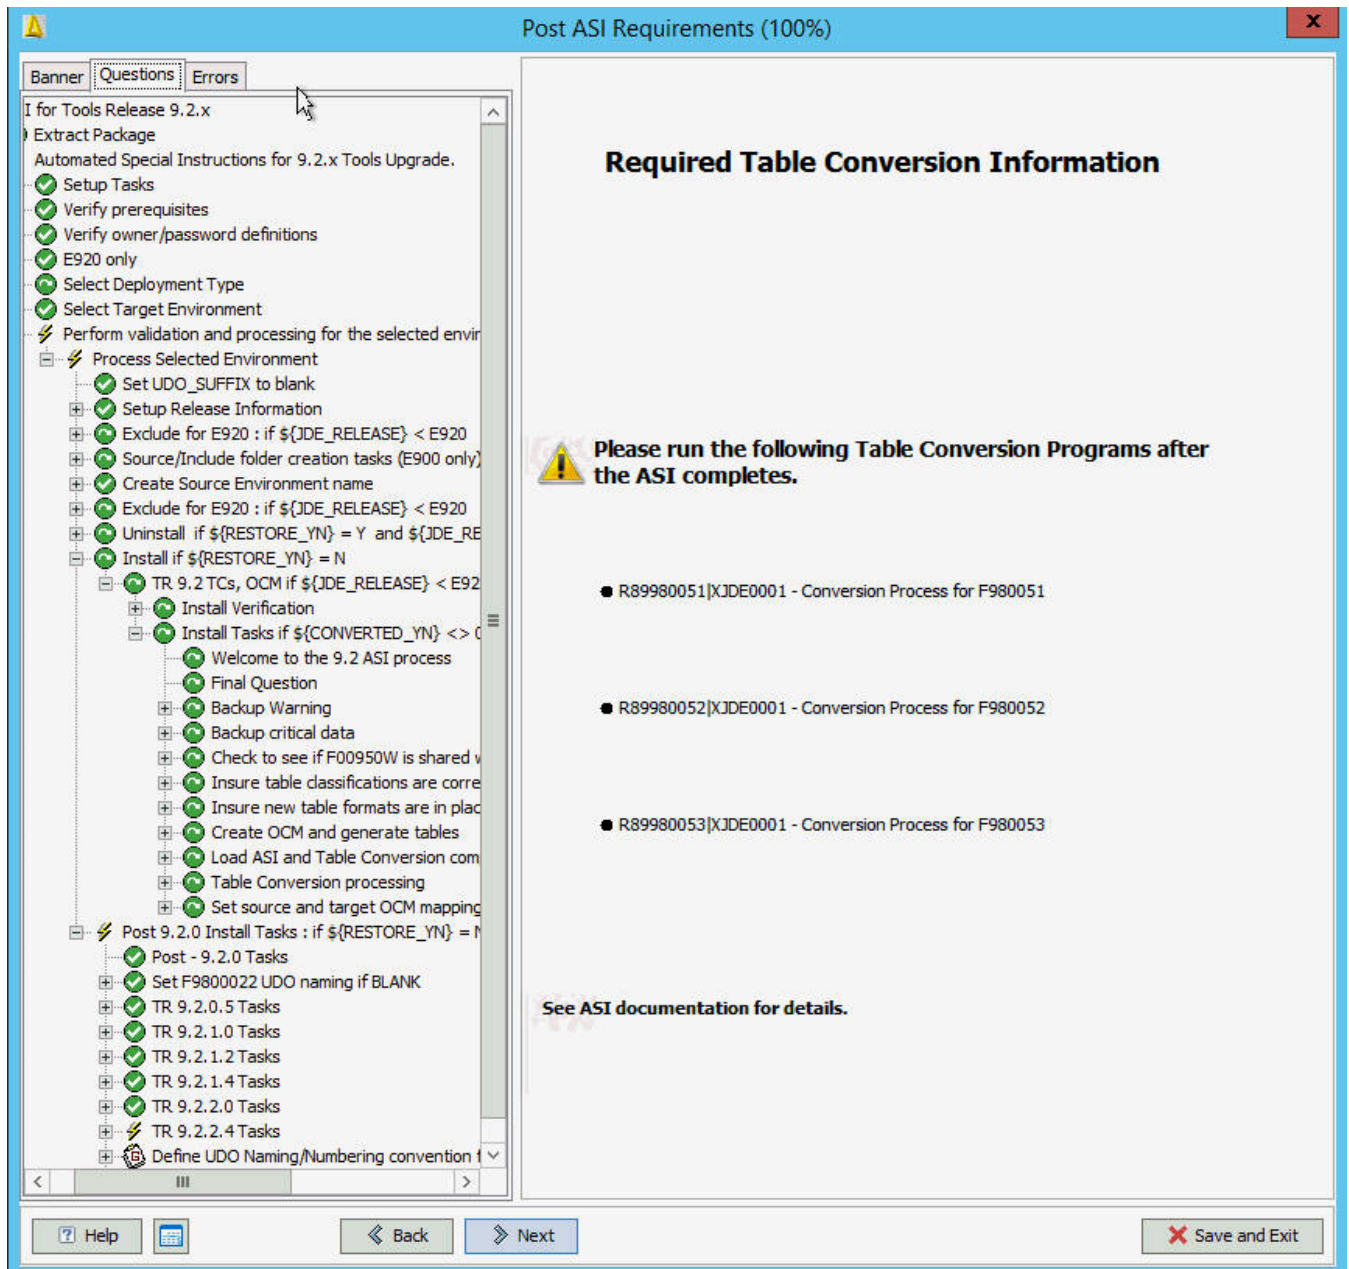 Post ASI Requirements (100%)
x
Banner
Questions
Errors
I for Tools Release 9.2.x
Extract Package
Automated Special Instructions for 9.2.x Tools Upgrade.
Setup Tasks
Verify prerequisites
Verify owner/password definitions
E920 only
Select Deployment Type
Select Target Environment
Perform validation and processing for the selected envir
Process Selected Environment
Set UDO_SUFFIX to blank
Setup Release Information
Exclude for E920 : if ${JDE_RELEASE} < E920
Source/Include folder creation tasks (E900 only)
Create Source Environment name
Exclude for E920 : if ${JDE_RELEASE} < E920
Uninstall if ${RESTORE_YN} = Y and ${JDE_RE
Install if ${RESTORE_YN} = N
TR 9.2 TCs, OCM if ${JDE_RELEASE} < E92
Install Verification
Install Tasks if ${CONVERTED_YN} <> 0
Welcome to the 9.2 ASI process
Final Question
Backup Warning
Backup critical data
Check to see if F00950W is shared w
Insure table classifications are corre
Insure new table formats are in plac
Create OCM and generate tables
Load ASI and Table Conversion com
Table Conversion processing
Set source and target OCM mapping
Post 9.2.0 Install Tasks : if ${RESTORE_YN} = N
Post - 9.2.0 Tasks
Set F9800022 UDO naming if BLANK
TR 9.2.0.5 Tasks
TR 9.2.1.0 Tasks
TR 9.2.1.2 Tasks
TR 9.2.1.4 Tasks
TR 9.2.2.0 Tasks
TR 9.2.2.4 Tasks
Define UDO Naming/Numbering convention f
Required Table Conversion Information
Please run the following Table Conversion Programs after
the ASI completes.
R89980051|XJDE0001 - Conversion Process for F980051
R89980052|XJDE0001 - Conversion Process for F980052
R89980053|XJDE0001 - Conversion Process for F980053
See ASI documentation for details.
Help
Back
Next
Save and Exit